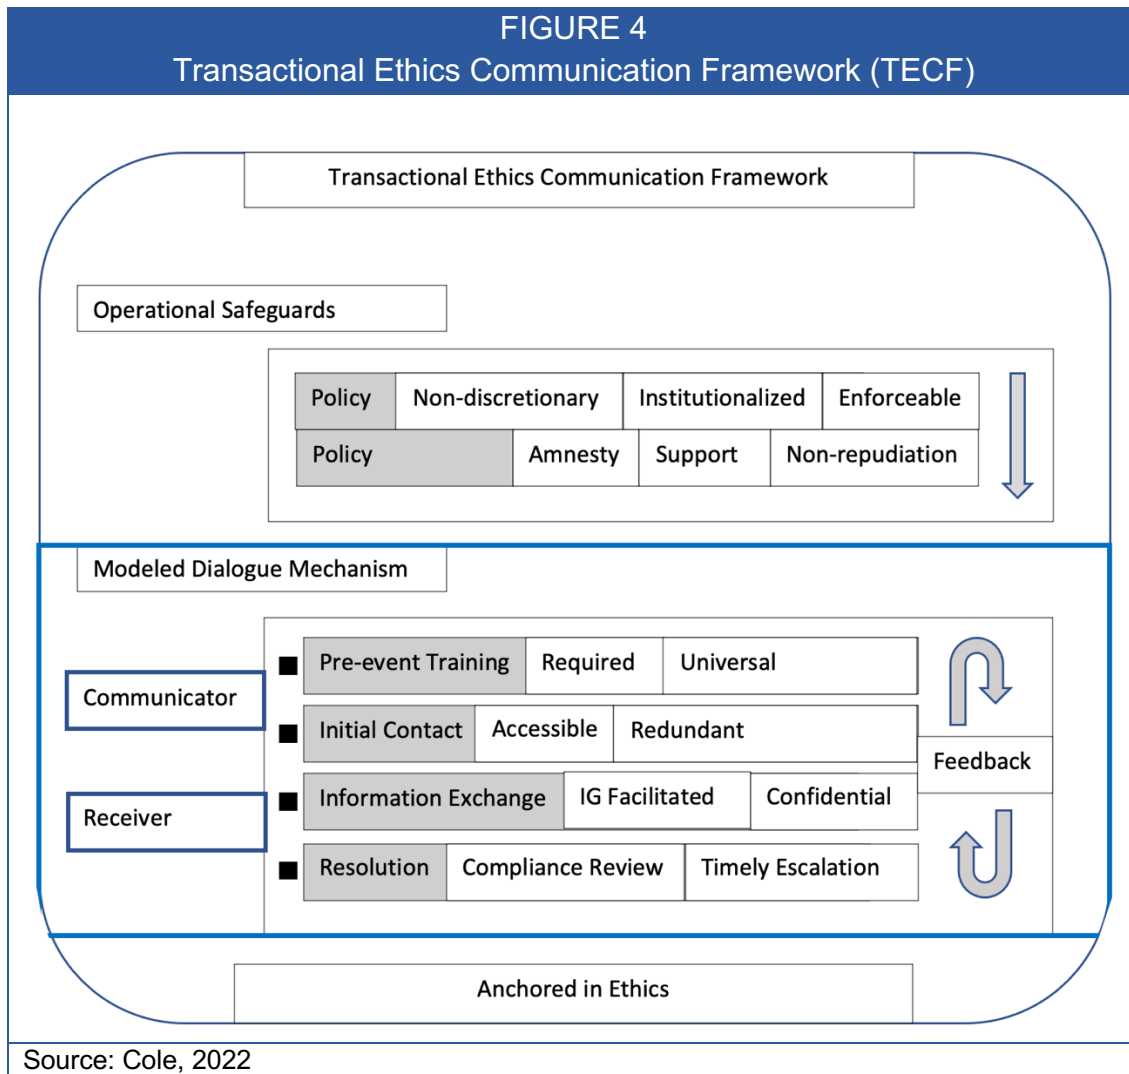 FIGURE 4
Transactional Ethics Communication Framework (TECF)
Transactional Ethics Communication Framework
Operational Safeguards
Policy Non-discretionary Institutionalized Enforceable
Policy Amnesty Support Non-repudiation
Modeled Dialogue Mechanism
Pre-event Training Required Universal
Communicator
Initial Contact Accessible Redundant
Feedback
Information Exchange IG Facilitated Confidential
Receiver
Resolution Compliance Review Timely Escalation
Anchored in Ethics
Source: Cole, 2022